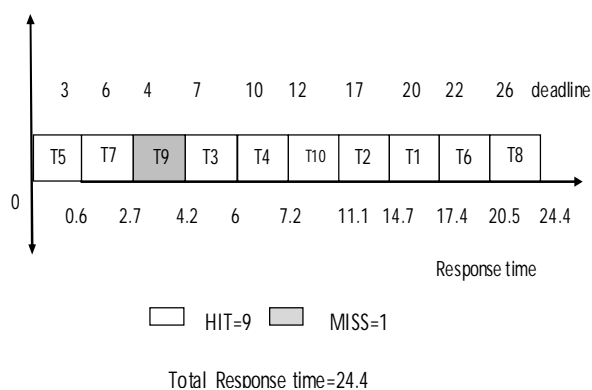 3 6 4 7 10 12 17 20 22 26 deadline
T5 T7 T9 T3 T4 T10 T2 T1 T6 T8
0
0.6 2.7 4.2 6 7.2 11.1 14.7 17.4 20.5 24.4
Response time
HIT=9 MISS=1
Total Response time=24.4